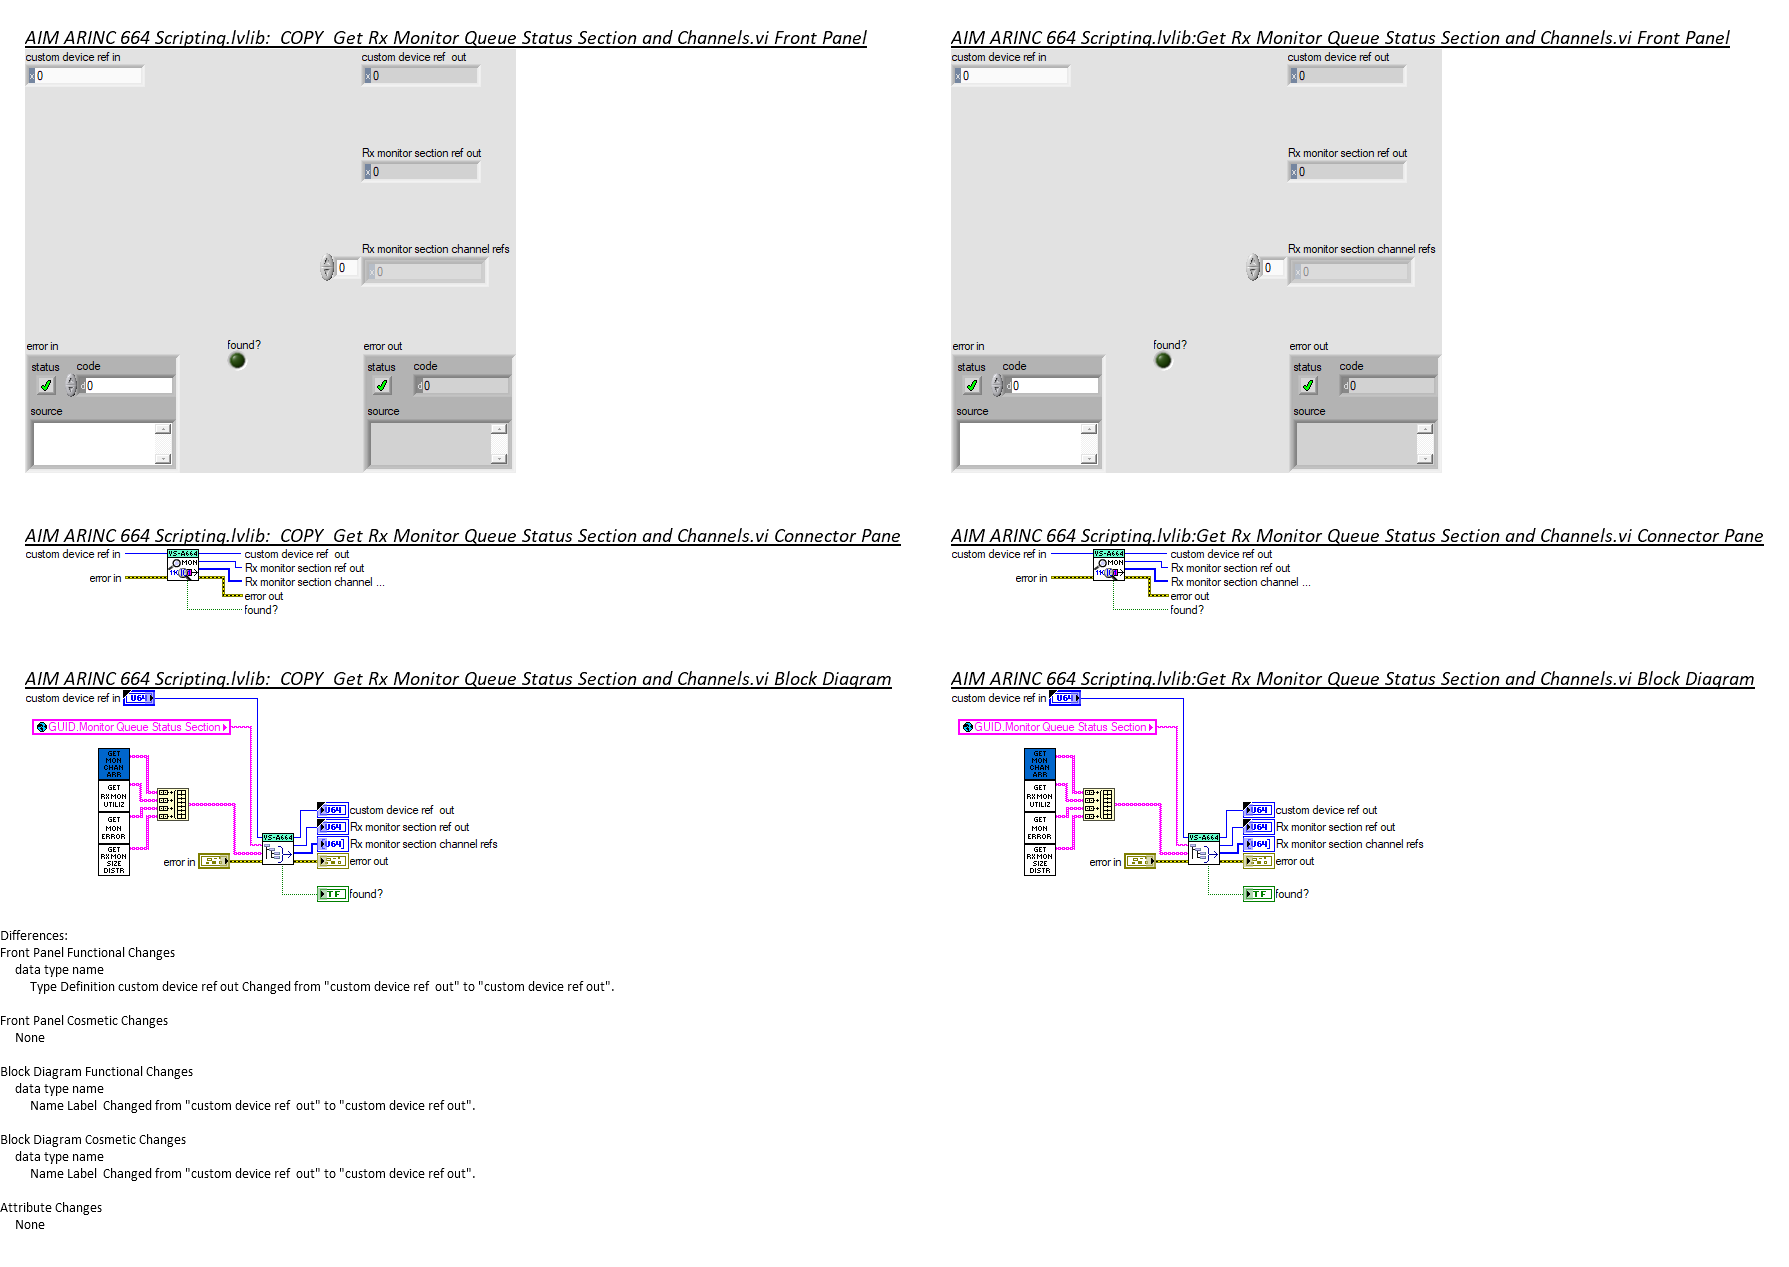 AIM ARINC 664 Scripting.lvlib:  COPY  Get Rx Monitor Queue Status Section and Channels.vi Front Panel
custom device ref in
custom device ref  out
x 0
x 0
Rx monitor section ref out
x 0
Rx monitor section channel refs
0
x 0
error in
found?
error out
status
code
status
code
d 0
d 0
source
source
AIM ARINC 664 Scripting.lvlib:Get Rx Monitor Queue Status Section and Channels.vi Front Panel
custom device ref in
custom device ref out
x 0
x 0
Rx monitor section ref out
x 0
Rx monitor section channel refs
0
x 0
error in
found?
error out
status
code
status
code
d 0
d 0
source
source
AIM ARINC 664 Scripting.lvlib:  COPY  Get Rx Monitor Queue Status Section and Channels.vi Connector Pane
custom device ref in
VS-A664
MON
custom device ref  out
Rx monitor section ref out
Rx monitor section channel ...
error in
error out
found?
AIM ARINC 664 Scripting.lvlib:Get Rx Monitor Queue Status Section and Channels.vi Connector Pane
custom device ref in
VS-A664
MON
custom device ref out
Rx monitor section ref out
Rx monitor section channel ...
error in
error out
found?
AIM ARINC 664 Scripting.lvlib:  COPY  Get Rx Monitor Queue Status Section and Channels.vi Block Diagram
custom device ref in
U64
GUID.Monitor Queue Status Section
GET
MON
CHAN
ARR
GET
RXMON
UTILIZ
GET
MON
ERROR
GET
RXMON
SIZE
DISTR
U64
custom device ref  out
U64
Rx monitor section ref out
VS-A664
U64
Rx monitor section channel refs
error in
error out
TF
found?
AIM ARINC 664 Scripting.lvlib:Get Rx Monitor Queue Status Section and Channels.vi Block Diagram
custom device ref in
U64
GUID.Monitor Queue Status Section
GET
MON
CHAN
ARR
GET
RXMON
UTILIZ
GET
MON
ERROR
GET
RXMON
SIZE
DISTR
U64
custom device ref out
U64
Rx monitor section ref out
VS-A664
U64
Rx monitor section channel refs
error in
error out
TF
found?
Differences:
Front Panel Functional Changes
data type name
Type Definition custom device ref out Changed from "custom device ref  out" to "custom device ref out".
Front Panel Cosmetic Changes
None
Block Diagram Functional Changes
data type name
Name Label  Changed from "custom device ref  out" to "custom device ref out".
Block Diagram Cosmetic Changes
data type name
Name Label  Changed from "custom device ref  out" to "custom device ref out".
Attribute Changes
None